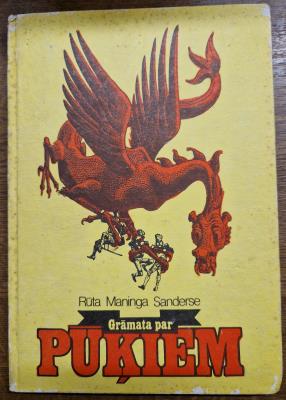 Rūta Maninga Sanderse
Grāmata par
PŪĶIEM